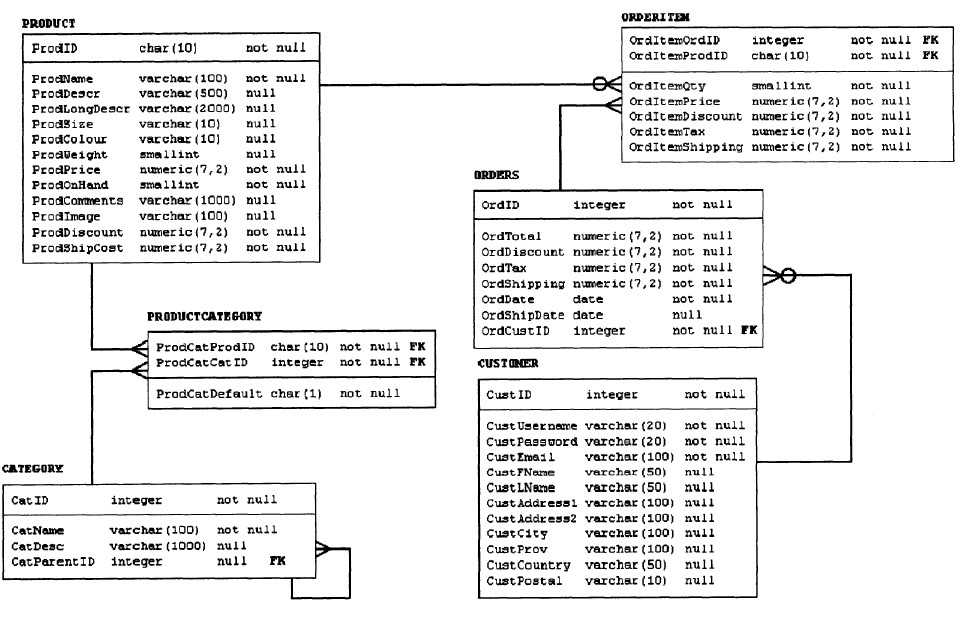 PRODUCT
ProdID char(10) not null
ProdName varchar(100) not null
ProdDescr varchar(500) null
ProdLongDescr varchar(2000) null
ProdSize varchar(10) null
ProdColour varchar(10) null
ProdWeight smallint null
ProdPrice numeric(7,2) not null
ProdOnHand smallint not null
ProdComments varchar(1000) null
ProdImage varchar(100) null
ProdDiscount numeric(7,2) not null
ProdShipCost numeric(7,2) not null
ORDERITEM
OrdItemOrdID integer not null FK
OrdItemProdID char(10) not null FK
OrdItemQty smallint not null
OrdItemPrice numeric(7,2) not null
OrdItemDiscount numeric(7,2) not null
OrdItemTax numeric(7,2) not null
OrdItemShipping numeric(7,2) not null
ORDERS
OrdID integer not null
OrdTotal numeric(7,2) not null
OrdDiscount numeric(7,2) not null
OrdTax numeric(7,2) not null
OrdShipping numeric(7,2) not null
OrdDate date not null
OrdShipDate date null
OrdCustID integer not null FK
PRODUCTCATEGORY
ProdCatProdID char(10) not null FK
ProdCatCatID integer not null FK
ProdCatDefault char(1) not null
CUSTOMER
CustID integer not null
CustUsername varchar(20) not null
CustPassword varchar(20) not null
CustEmail varchar(100) not null
CustFName varchar(50) null
CustLName varchar(50) null
CustAddress1 varchar(100) null
CustAddress2 varchar(100) null
CustCity varchar(100) null
CustProv varchar(100) null
CustCountry varchar(50) null
CustPostal varchar(10) null
CATEGORY
CatID integer not null
CatName varchar(100) not null
CatDesc varchar(1000) null
CatParentID integer null FK